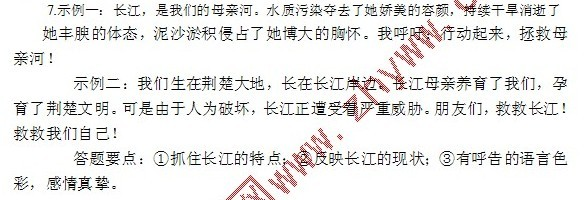 7.示例一：长江，是我们的母亲河。水质污染夺去了她娇美的容颜，持续干旱消逝了
她丰腴的体态，泥沙淤积侵占了她博大的胸怀。我呼吁：行动起来，拯救母
亲河！
示例二：我们生在荆楚大地，长在长江岸边，长江母亲养育了我们，孕
育了荆楚文明。可是由于人为破坏，长江正遭受着严重威胁。朋友们，救救长江！
救救我们自己！
答题要点：①抓住长江的特点；②反映长江的现状；③有呼告的语言色
彩，感情真挚。